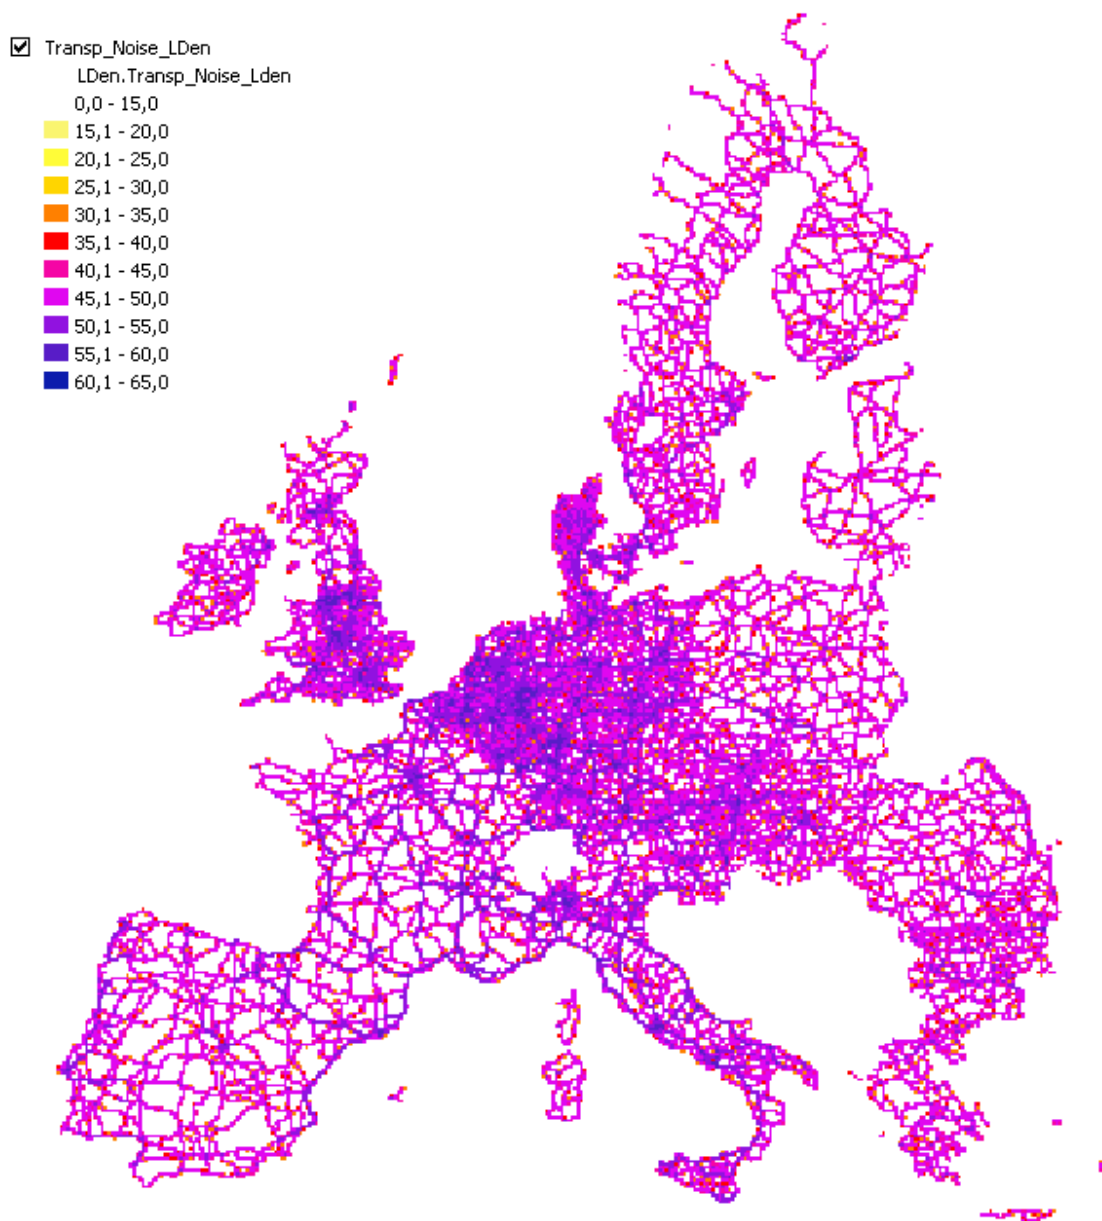 Transp_Noise_LDen
LDen.Transp_Noise_Lden
0,0 - 15,0
15,1 - 20,0
20,1 - 25,0
25,1 - 30,0
30,1 - 35,0
35,1 - 40,0
40,1 - 45,0
45,1 - 50,0
50,1 - 55,0
55,1 - 60,0
60,1 - 65,0